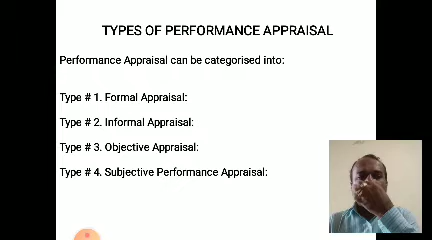 TYPES OF PERFORMANCE APPRAISAL
Performance Appraisal can be categorised into:
Type # 1. Formal Appraisal:
Type # 2. Informal Appraisal:
Type # 3. Objective Appraisal:
Type # 4. Subjective Performance Appraisal: